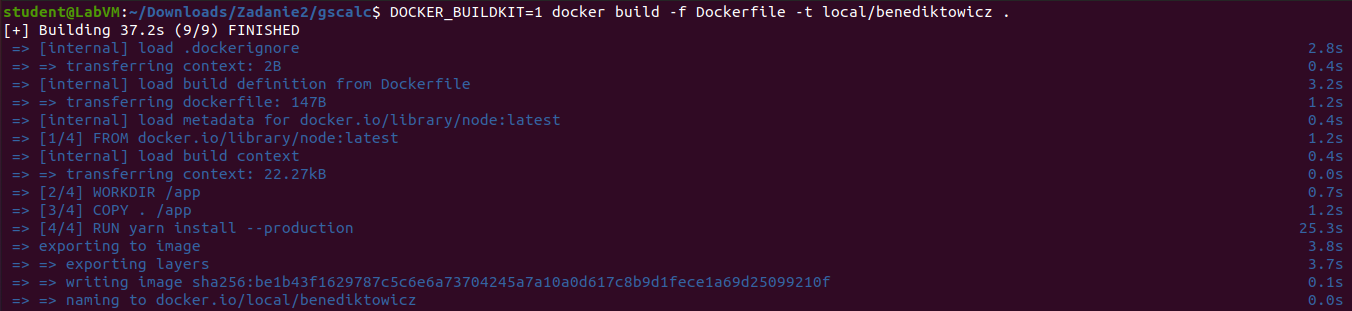 student@LabVM:~/Downloads/Zadanie2/gscalc$ DOCKER_BUILDKIT=1 docker build -f Dockerfile -t local/benediktowicz .
[+] Building 37.2s (9/9) FINISHED
=> [internal] load .dockerignore 2.8s
=> => transferring context: 2B 0.4s
=> [internal] load build definition from Dockerfile 3.2s
=> => transferring dockerfile: 147B 1.2s
=> [internal] load metadata for docker.io/library/node:latest 0.4s
=> [1/4] FROM docker.io/library/node:latest 1.2s
=> [internal] load build context 0.4s
=> => transferring context: 22.27kB 0.0s
=> [2/4] WORKDIR /app 0.7s
=> [3/4] COPY . /app 1.2s
=> [4/4] RUN yarn install --production 25.3s
=> exporting to image 3.8s
=> => exporting layers 3.7s
=> => writing image sha256:be1b43f1629787c5c6e6a73704245a7a10a0d617c8b9d1fece1a69d25099210f 0.1s
=> => naming to docker.io/local/benediktowicz 0.0s